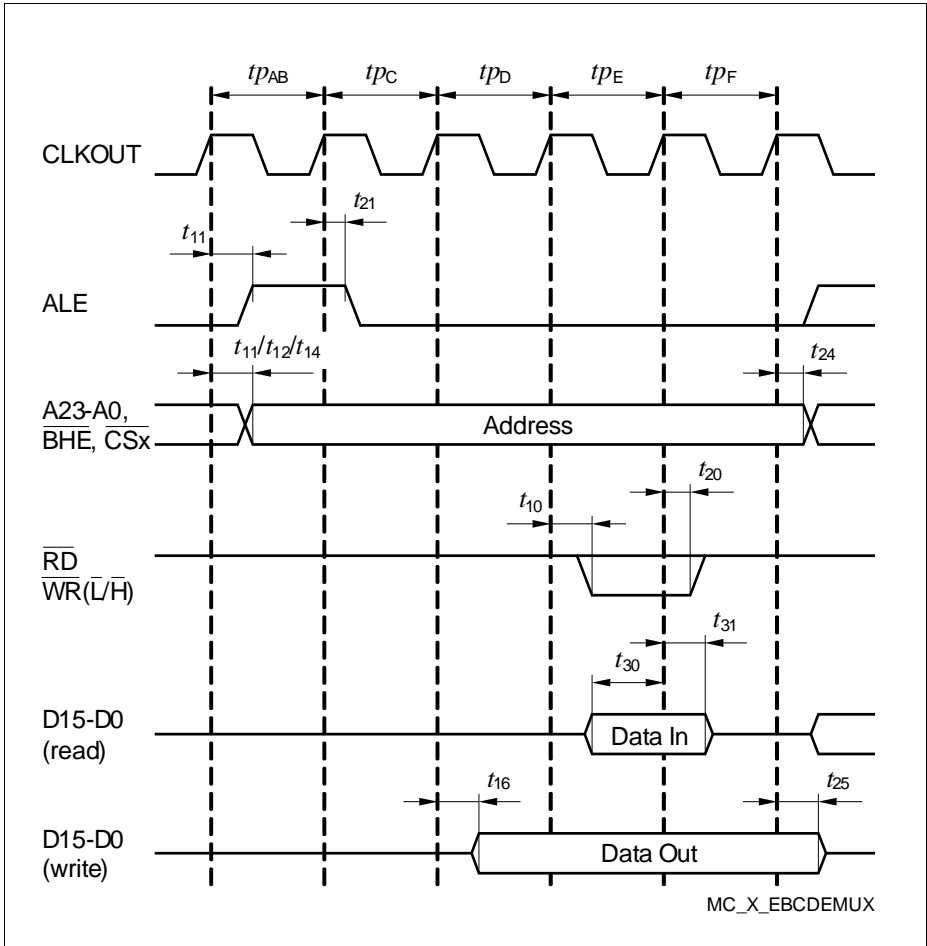 tpAB tpC tpD tpE tpF
CLKOUT
t21
t11
ALE
t11/t12/t14
t24
A23-A0,
BHE, CSx
Address
t20
t10
RD
WR(L/H)
t31
t30
D15-D0
(read)
Data In
t16
t25
D15-D0
(write)
Data Out
MC_X_EBCDEMUX